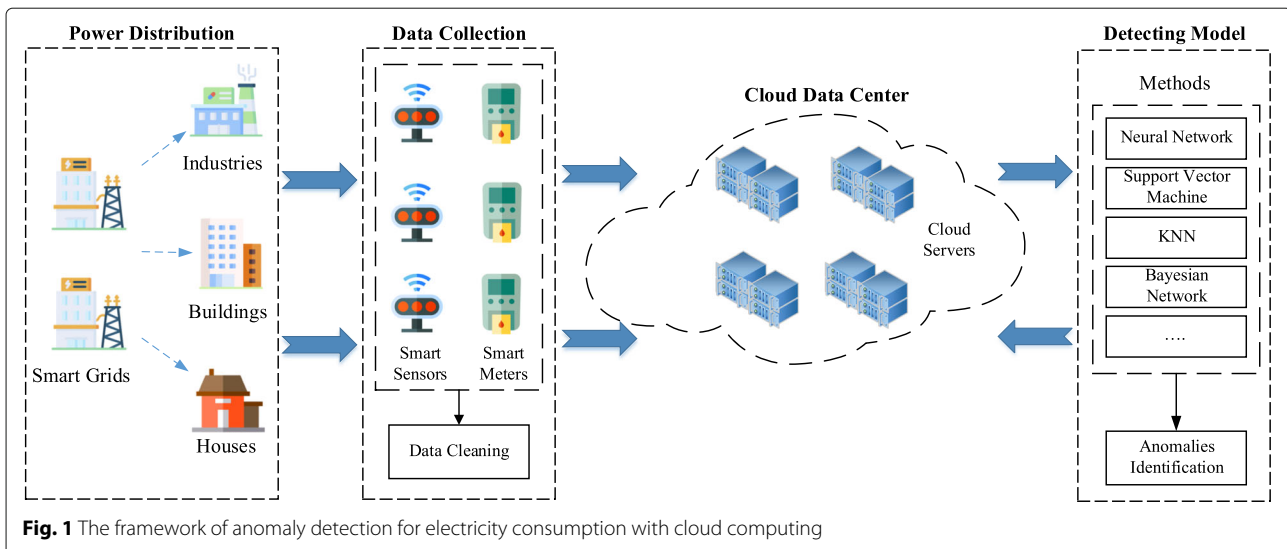 Power Distribution
Industries
Buildings
Smart Grids
Houses
Data Collection
Smart
Sensors
Smart
Meters
Data Cleaning
Cloud Data Center
Cloud
Servers
Detecting Model
Methods
Neural Network
Support Vector
Machine
KNN
Bayesian
Network
....
Anomalies
Identification
Fig. 1 The framework of anomaly detection for electricity consumption with cloud computing